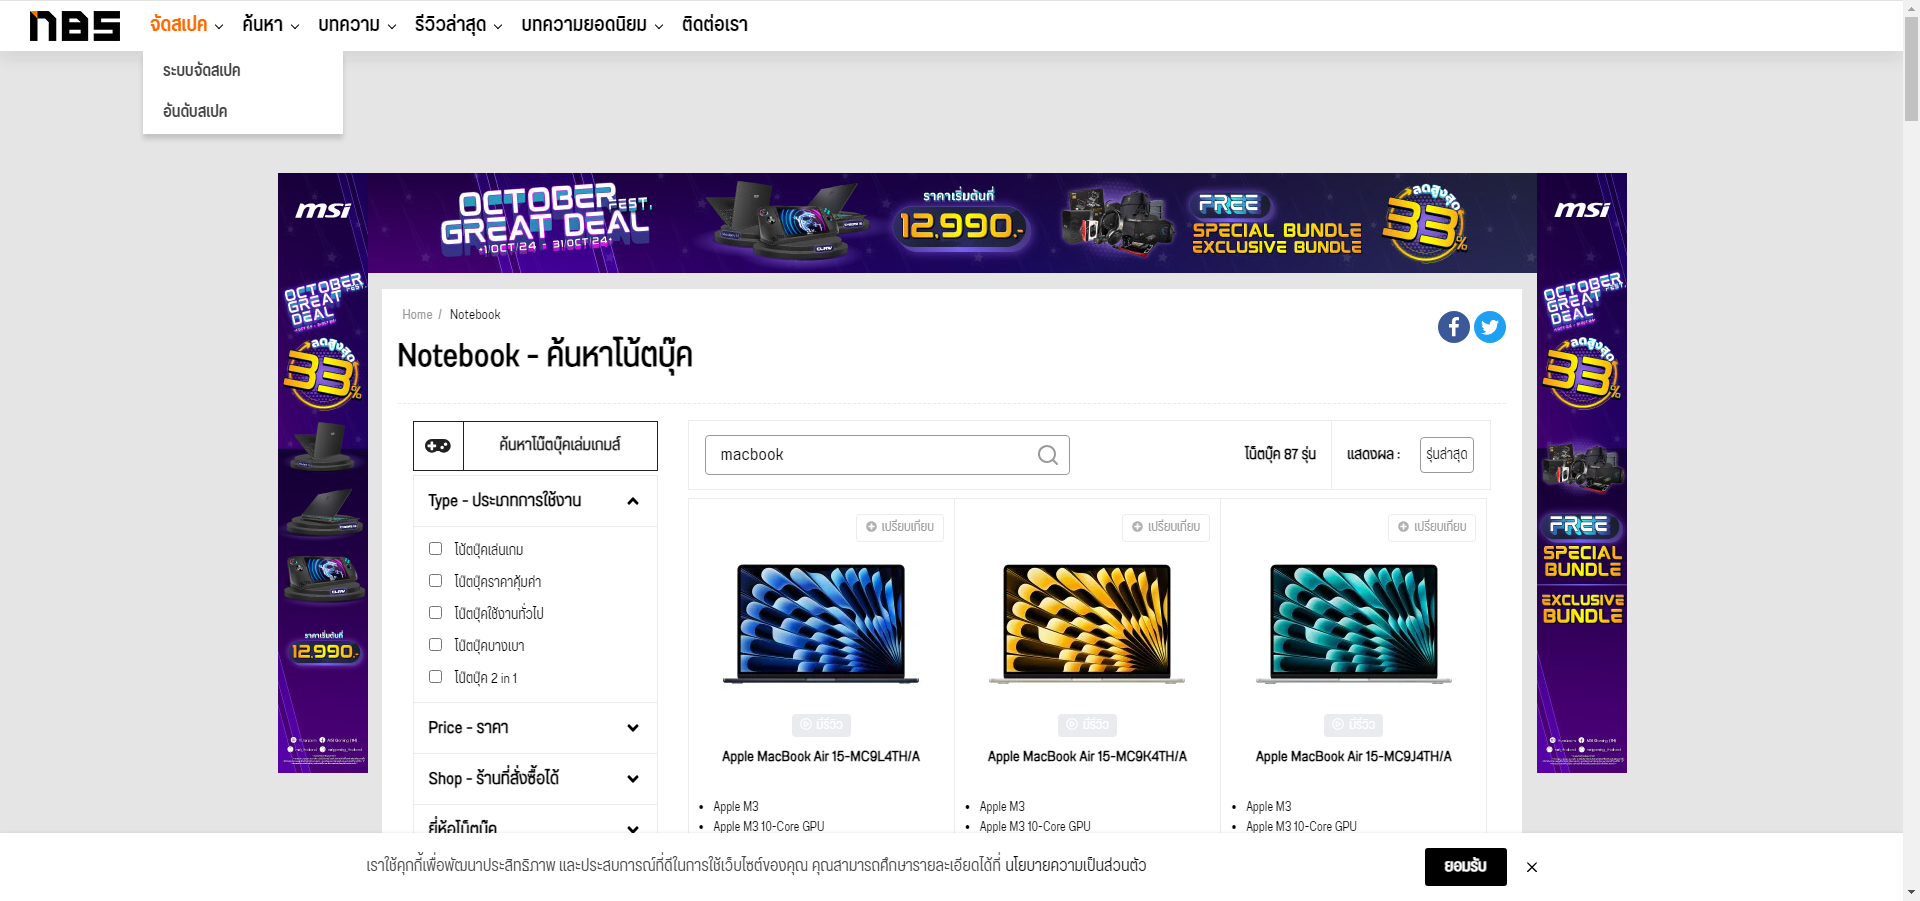 NBS
จัดสเปค
ค้นหา
บทความ
รีวิวล่าสุด
บทความยอดนิยม
ติดต่อเรา
ระบบจัดสเปค
อันดับสเปค
msi
OCTOBER
GREAT DEAL
FEST.
1 OCT/24 - 31 OCT/24
ราคาเริ่มต้นที่
12,990.-
FREE
SPECIAL BUNDLE
EXCLUSIVE BUNDLE
ลดสูงสุด
33%
msi
OCTOBER
FEST.
GREAT
DEAL
ลดสูงสุด
33%
ราคาเริ่มต้นที่
12,990.-
OCTOBER
FEST.
GREAT
DEAL
ลดสูงสุด
33%
FREE
SPECIAL
BUNDLE
EXCLUSIVE
BUNDLE
Home / Notebook
Notebook - ค้นหาโน้ตบุ๊ค
ค้นหาโน๊ตบุ๊คเล่มเกมส์
Type - ประเภทการใช้งาน
โน้ตบุ๊คเล่นเกม
โน้ตบุ๊คราคาคุ้มค่า
โน้ตบุ๊คใช้งานทั่วไป
โน้ตบุ๊คบางเบา
โน้ตบุ๊ค 2 in 1
Price - ราคา
Shop - ร้านที่สั่งซื้อได้
ยี่ห้อโน้ตบุ๊ค
macbook
โน็ตบุ๊ค 87 รุ่น
แสดงผล :
รุ่นล่าสุด
เปรียบเทียบ
เปรียบเทียบ
เปรียบเทียบ
มีรีวิว
มีรีวิว
มีรีวิว
Apple MacBook Air 15-MC9L4TH/A
Apple MacBook Air 15-MC9K4TH/A
Apple MacBook Air 15-MC9J4TH/A
Apple M3
Apple M3 10-Core GPU
Apple M3
Apple M3 10-Core GPU
Apple M3
Apple M3 10-Core GPU
เราใช้คุกกี้เพื่อพัฒนาประสิทธิภาพ และประสบการณ์ที่ดีในการใช้เว็บไซต์ของคุณ คุณสามารถศึกษารายละเอียดได้ที่ นโยบายความเป็นส่วนตัว
ยอมรับ